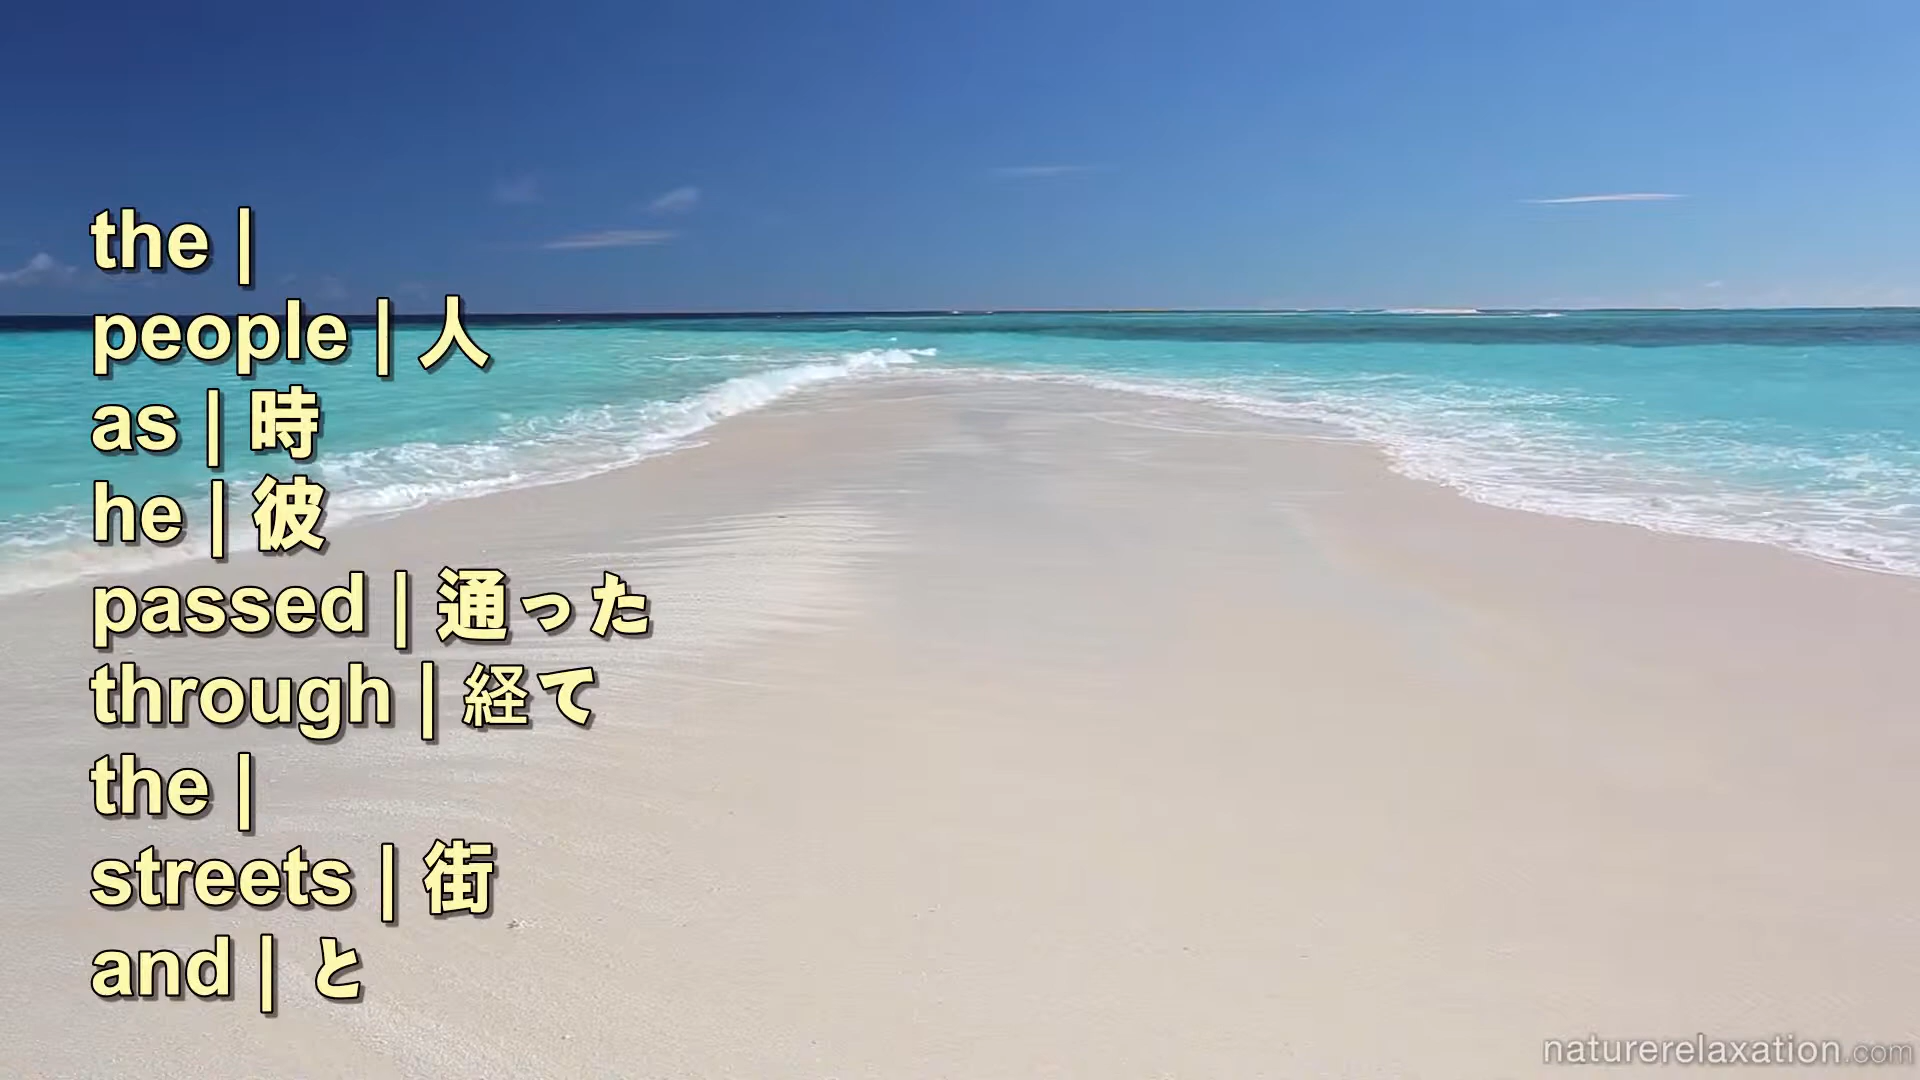 the |
people | 人
as | 時
he | 彼
passed | 通った
through | 経て
the |
streets | 街
and | と
naturerelaxation.com